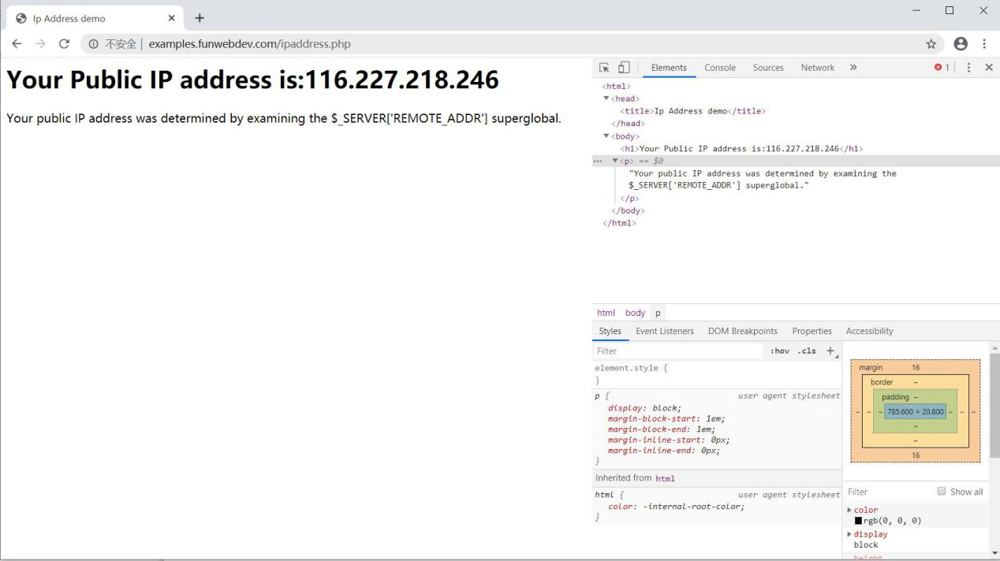 Ip Address demo
不安全 | examples.funwebdev.com/ipaddress.php
Your Public IP address is:116.227.218.246
Your public IP address was determined by examining the $_SERVER['REMOTE_ADDR'] superglobal.
Elements Console Sources Network » 1
<html>
<head>
<title>Ip Address demo</title>
</head>
<body>
<h1>Your Public IP address is:116.227.218.246</h1>
... <p> == $0
"Your public IP address was determined by examining the
$_SERVER['REMOTE_ADDR'] superglobal."
</p>
</body>
</html>
html body p
Styles Event Listeners DOM Breakpoints Properties Accessibility
Filter :hov .cls +
element.style {
}
p { user agent stylesheet
display: block;
margin-block-start: 1em;
margin-block-end: 1em;
margin-inline-start: 0px;
margin-inline-end: 0px;
}
Inherited from html
html { user agent stylesheet
color: -internal-root-color;
}
margin 16
border –
padding –
– – – 785.600 × 20.800 – – –
–
–
16
Filter Show all
color
rgb(0, 0, 0)
display
block
height